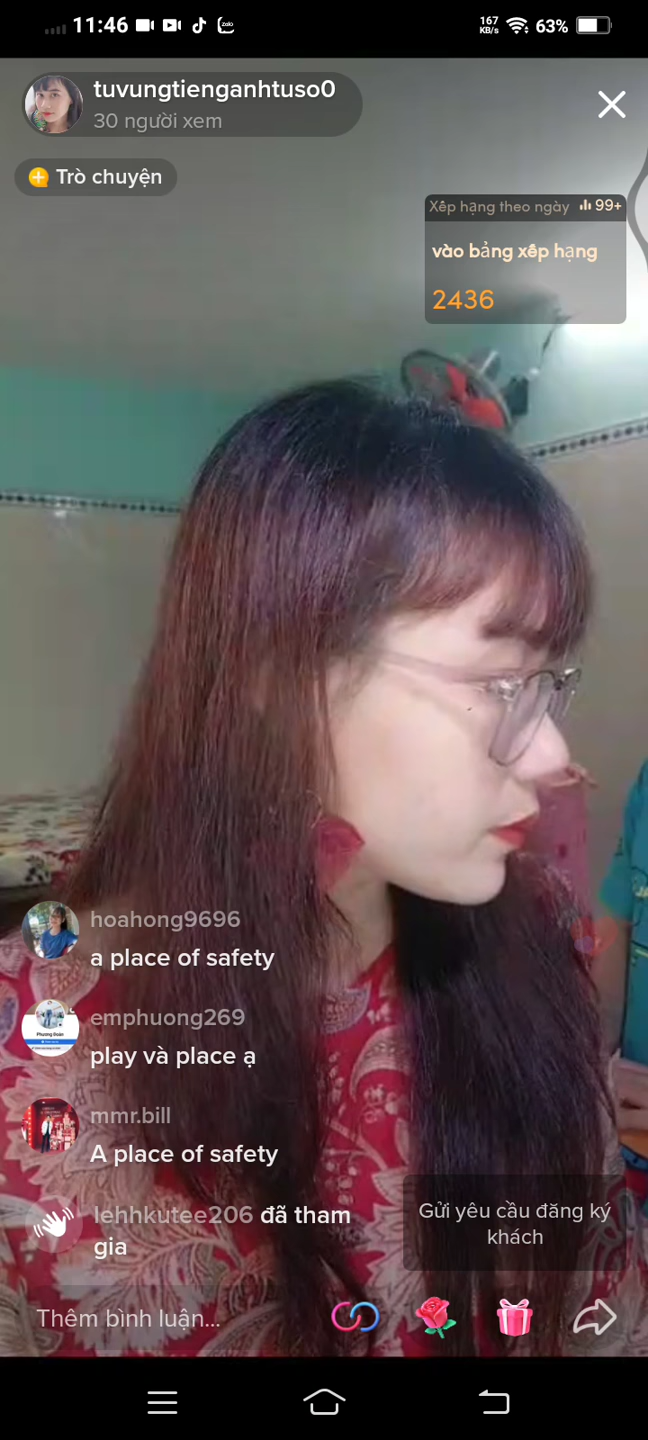 11:46
Zalo
167
KB/s
63%
tuvungtienganhtuso0
30 người xem
Trò chuyện
Xếp hạng theo ngày 99+
vào bảng xếp hạng
2436
hoahong9696
a place of safety
emphuong269
play và place ạ
mmr.bill
A place of safety
lehhkutee206 đã tham
gia
Gửi yêu cầu đăng ký
khách
Thêm bình luận...